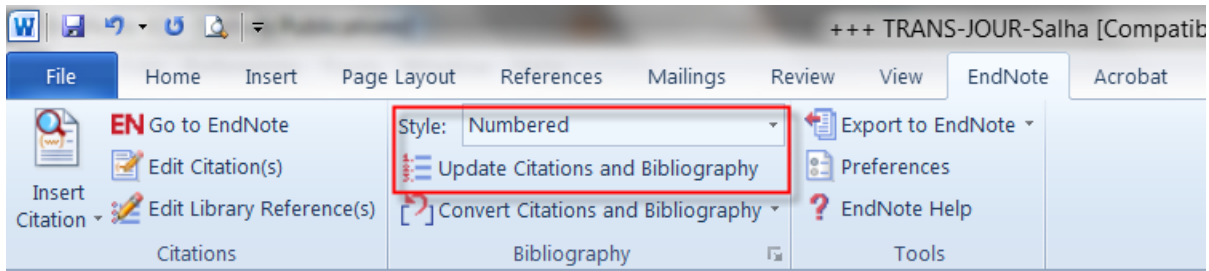 +++ TRANS-JOUR-Salha [Compatib
File Home Insert Page Layout References Mailings Review View EndNote Acrobat
EN Go to EndNote Style: Numbered Export to EndNote
Edit Citation(s) Update Citations and Bibliography Preferences
Insert
Citation Edit Library Reference(s) Convert Citations and Bibliography ? EndNote Help
Citations Bibliography Tools